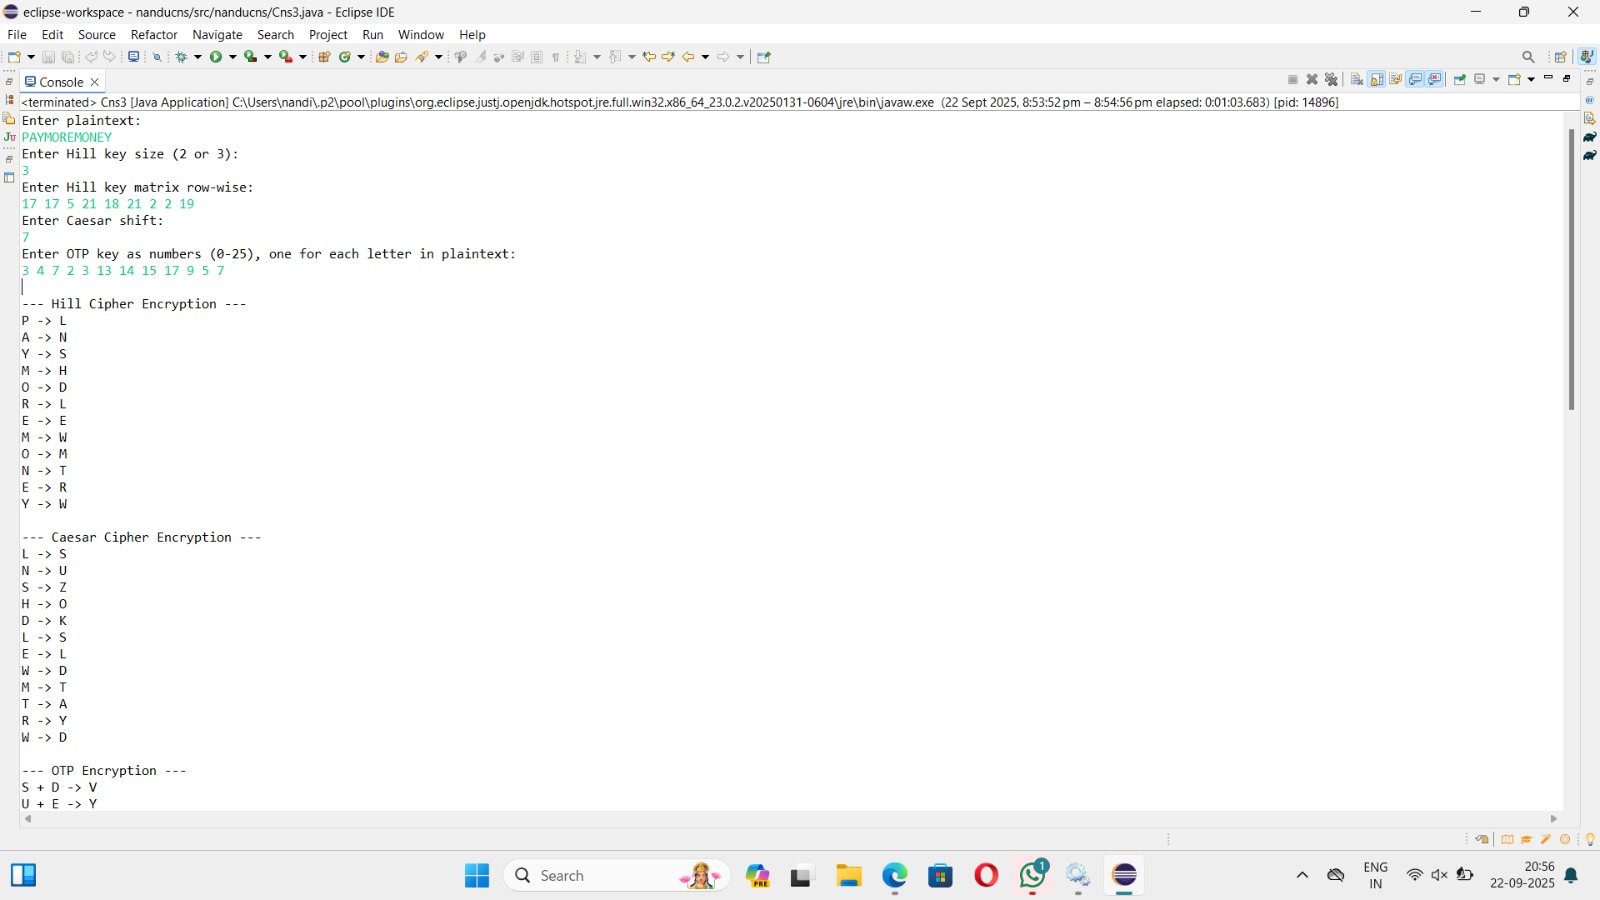 eclipse-workspace - nanducns/src/nanducns/Cns3.java - Eclipse IDE
File Edit Source Refactor Navigate Search Project Run Window Help
Console
<terminated> Cns3 [Java Application] C:\Users\nandi\.p2\pool\plugins\org.eclipse.justj.openjdk.hotspot.jre.full.win32.x86_64_23.0.2.v20250131-0604\jre\bin\javaw.exe (22 Sept 2025, 8:53:52 pm – 8:54:56 pm elapsed: 0:01:03.683) [pid: 14896]
Enter plaintext:
PAYMOREMONEY
Enter Hill key size (2 or 3):
3
Enter Hill key matrix row-wise:
17 17 5 21 18 21 2 2 19
Enter Caesar shift:
7
Enter OTP key as numbers (0-25), one for each letter in plaintext:
3 4 7 2 3 13 14 15 17 9 5 7
--- Hill Cipher Encryption ---
P -> L
A -> N
Y -> S
M -> H
O -> D
R -> L
E -> E
M -> W
O -> M
N -> T
E -> R
Y -> W
--- Caesar Cipher Encryption ---
L -> S
N -> U
S -> Z
H -> O
D -> K
L -> S
E -> L
W -> D
M -> T
T -> A
R -> Y
W -> D
--- OTP Encryption ---
S + D -> V
U + E -> Y
Search
PRE
1
ENG
IN
20:56
22-09-2025